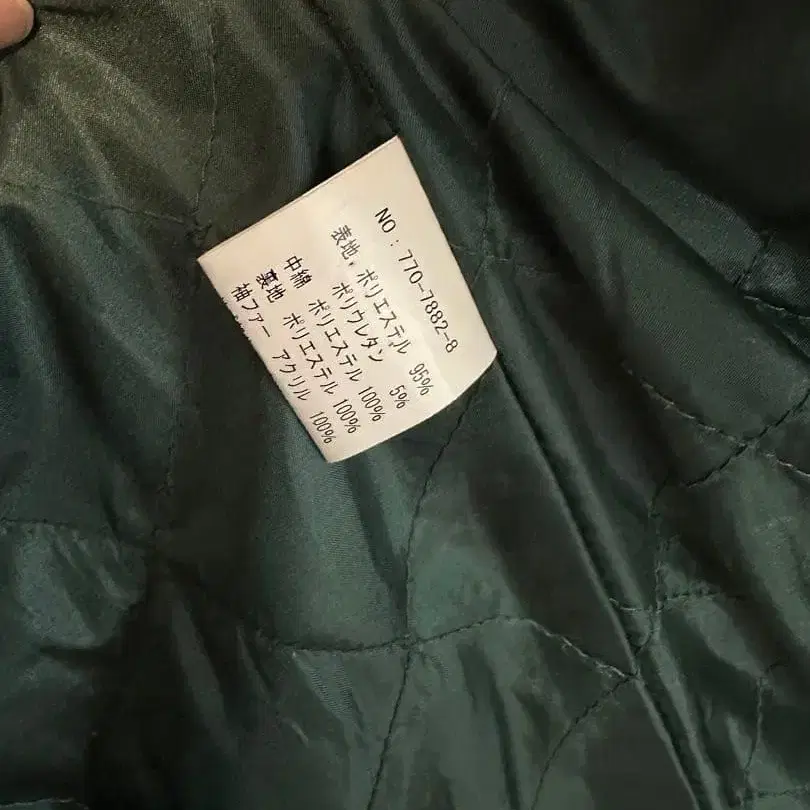 NO：770-7882-8
表地 ポリエステル 95%
ポリウレタン 5%
中綿 ポリエステル 100%
裏地 ポリエステル 100%
袖ファー アクリル 100%